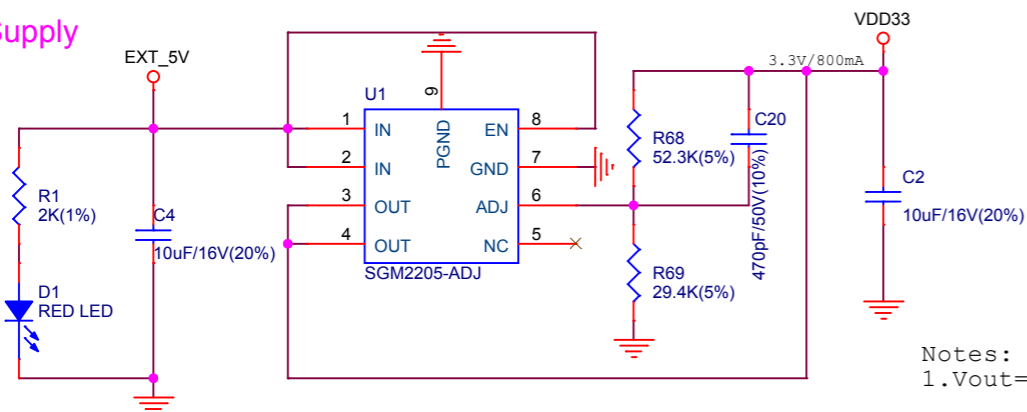 Supply
EXT_5V
VDD33
3.3V/800mA
U1
9
PGND
1
IN
EN
8
2
IN
GND
7
3
OUT
ADJ
6
4
OUT
NC
5
SGM2205-ADJ
R1
2K(1%)
C4
10uF/16V(20%)
D1
RED LED
R68
52.3K(5%)
C20
470pF/50V(10%)
R69
29.4K(5%)
C2
10uF/16V(20%)
Notes:
1.Vout=